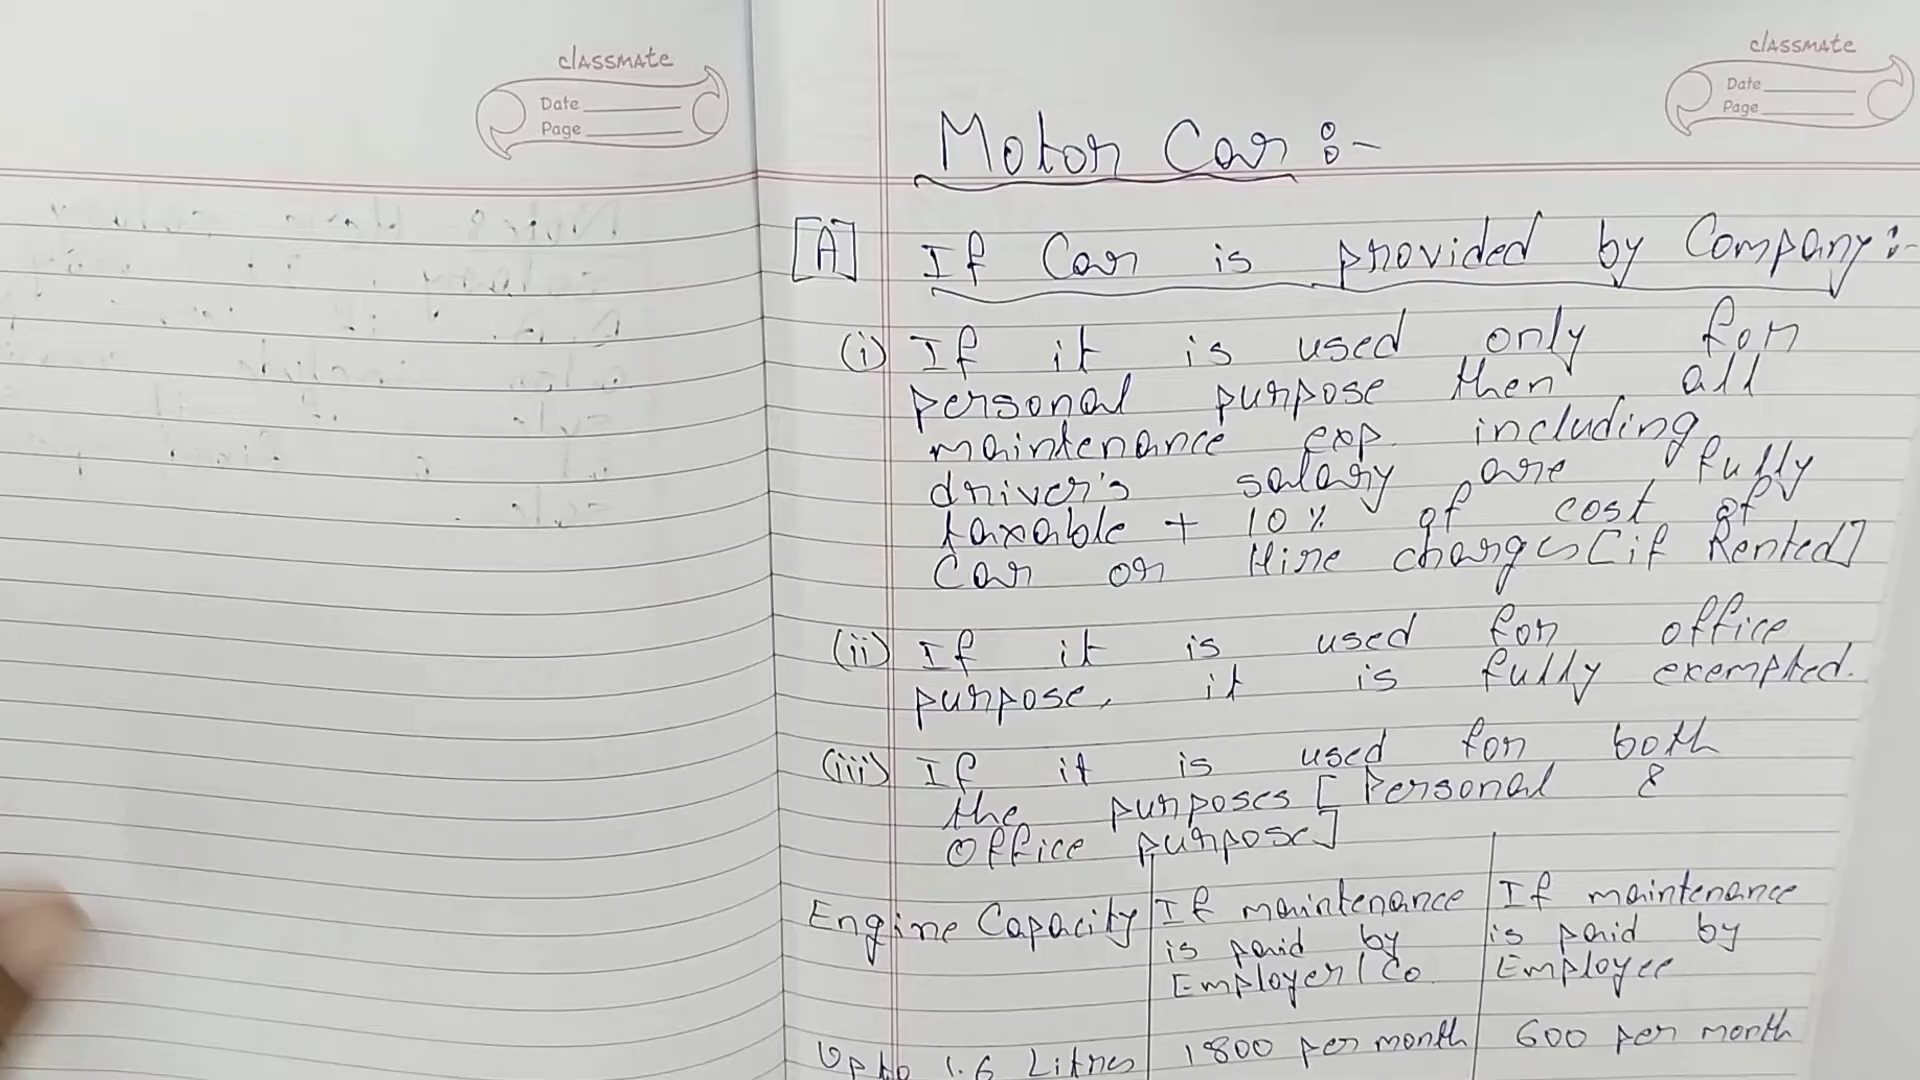 classmate
Date
Page
classmate
Date
Page
Motor Car :-
[A] If Car is provided by Company:-
(i) If it is used only for
personal purpose then all
maintenance exp. including
driver's salary are fully
taxable + 10% of cost of
Car or Hire charges [if Rented]
(ii) If it is used for office
purpose, it is fully exempted.
(iii) If it is used for both
the purposes [Personal &
Office purpose]
Engine Capacity If maintenance is paid by Employer/Co. If maintenance is paid by Employee
Upto 1.6 Litres 1800 per month 600 per month